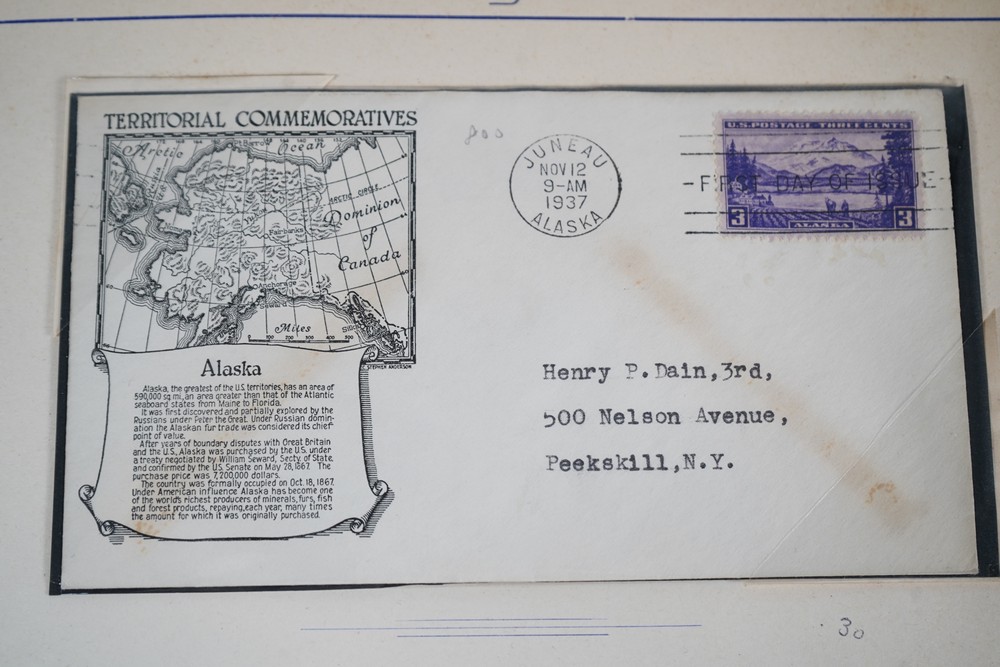 TERRITORIAL COMMEMORATIVES
Arctic Ocean
ARCTIC CIRCLE
Dominion
of
Canada
Fairbanks
Anchorage
Miles
100 200 300 400 500
STEPHEN ANDERSON
Alaska
Alaska, the greatest of the U.S. territories, has an area of
590,000 sq mi, an area greater than that of the Atlantic
seaboard states from Maine to Florida.
It was first discovered and partially explored by the
Russians under Peter the Great. Under Russian domin-
ation the Alaskan fur trade was considered its chief
point of value.
After years of boundary disputes with Great Britain
and the U.S., Alaska was purchased by the U.S. under
a treaty negotiated by William Seward, Secty. of State,
and confirmed by the U.S. Senate on May 28, 1867. The
purchase price was 7,200,000 dollars.
The country was formally occupied on Oct. 18, 1867.
Under American influence Alaska has become one
of the world's richest producers of minerals, furs, fish
and forest products, repaying, each year, many times
the amount for which it was originally purchased.
800
JUNEAU
NOV 12
9-AM
1937
ALASKA
U.S. POSTAGE THREE CENTS
FIRST DAY OF ISSUE
3 ALASKA 3
Henry P. Dain, 3rd,
500 Nelson Avenue,
Peekskill, N.Y.
30